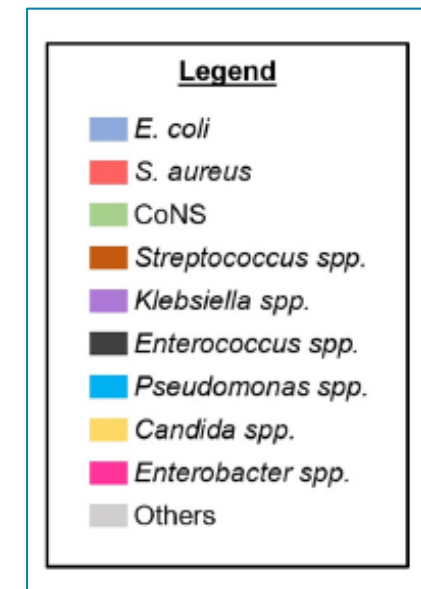 Legend
E. coli
S. aureus
CoNS
Streptococcus spp.
Klebsiella spp.
Enterococcus spp.
Pseudomonas spp.
Candida spp.
Enterobacter spp.
Others